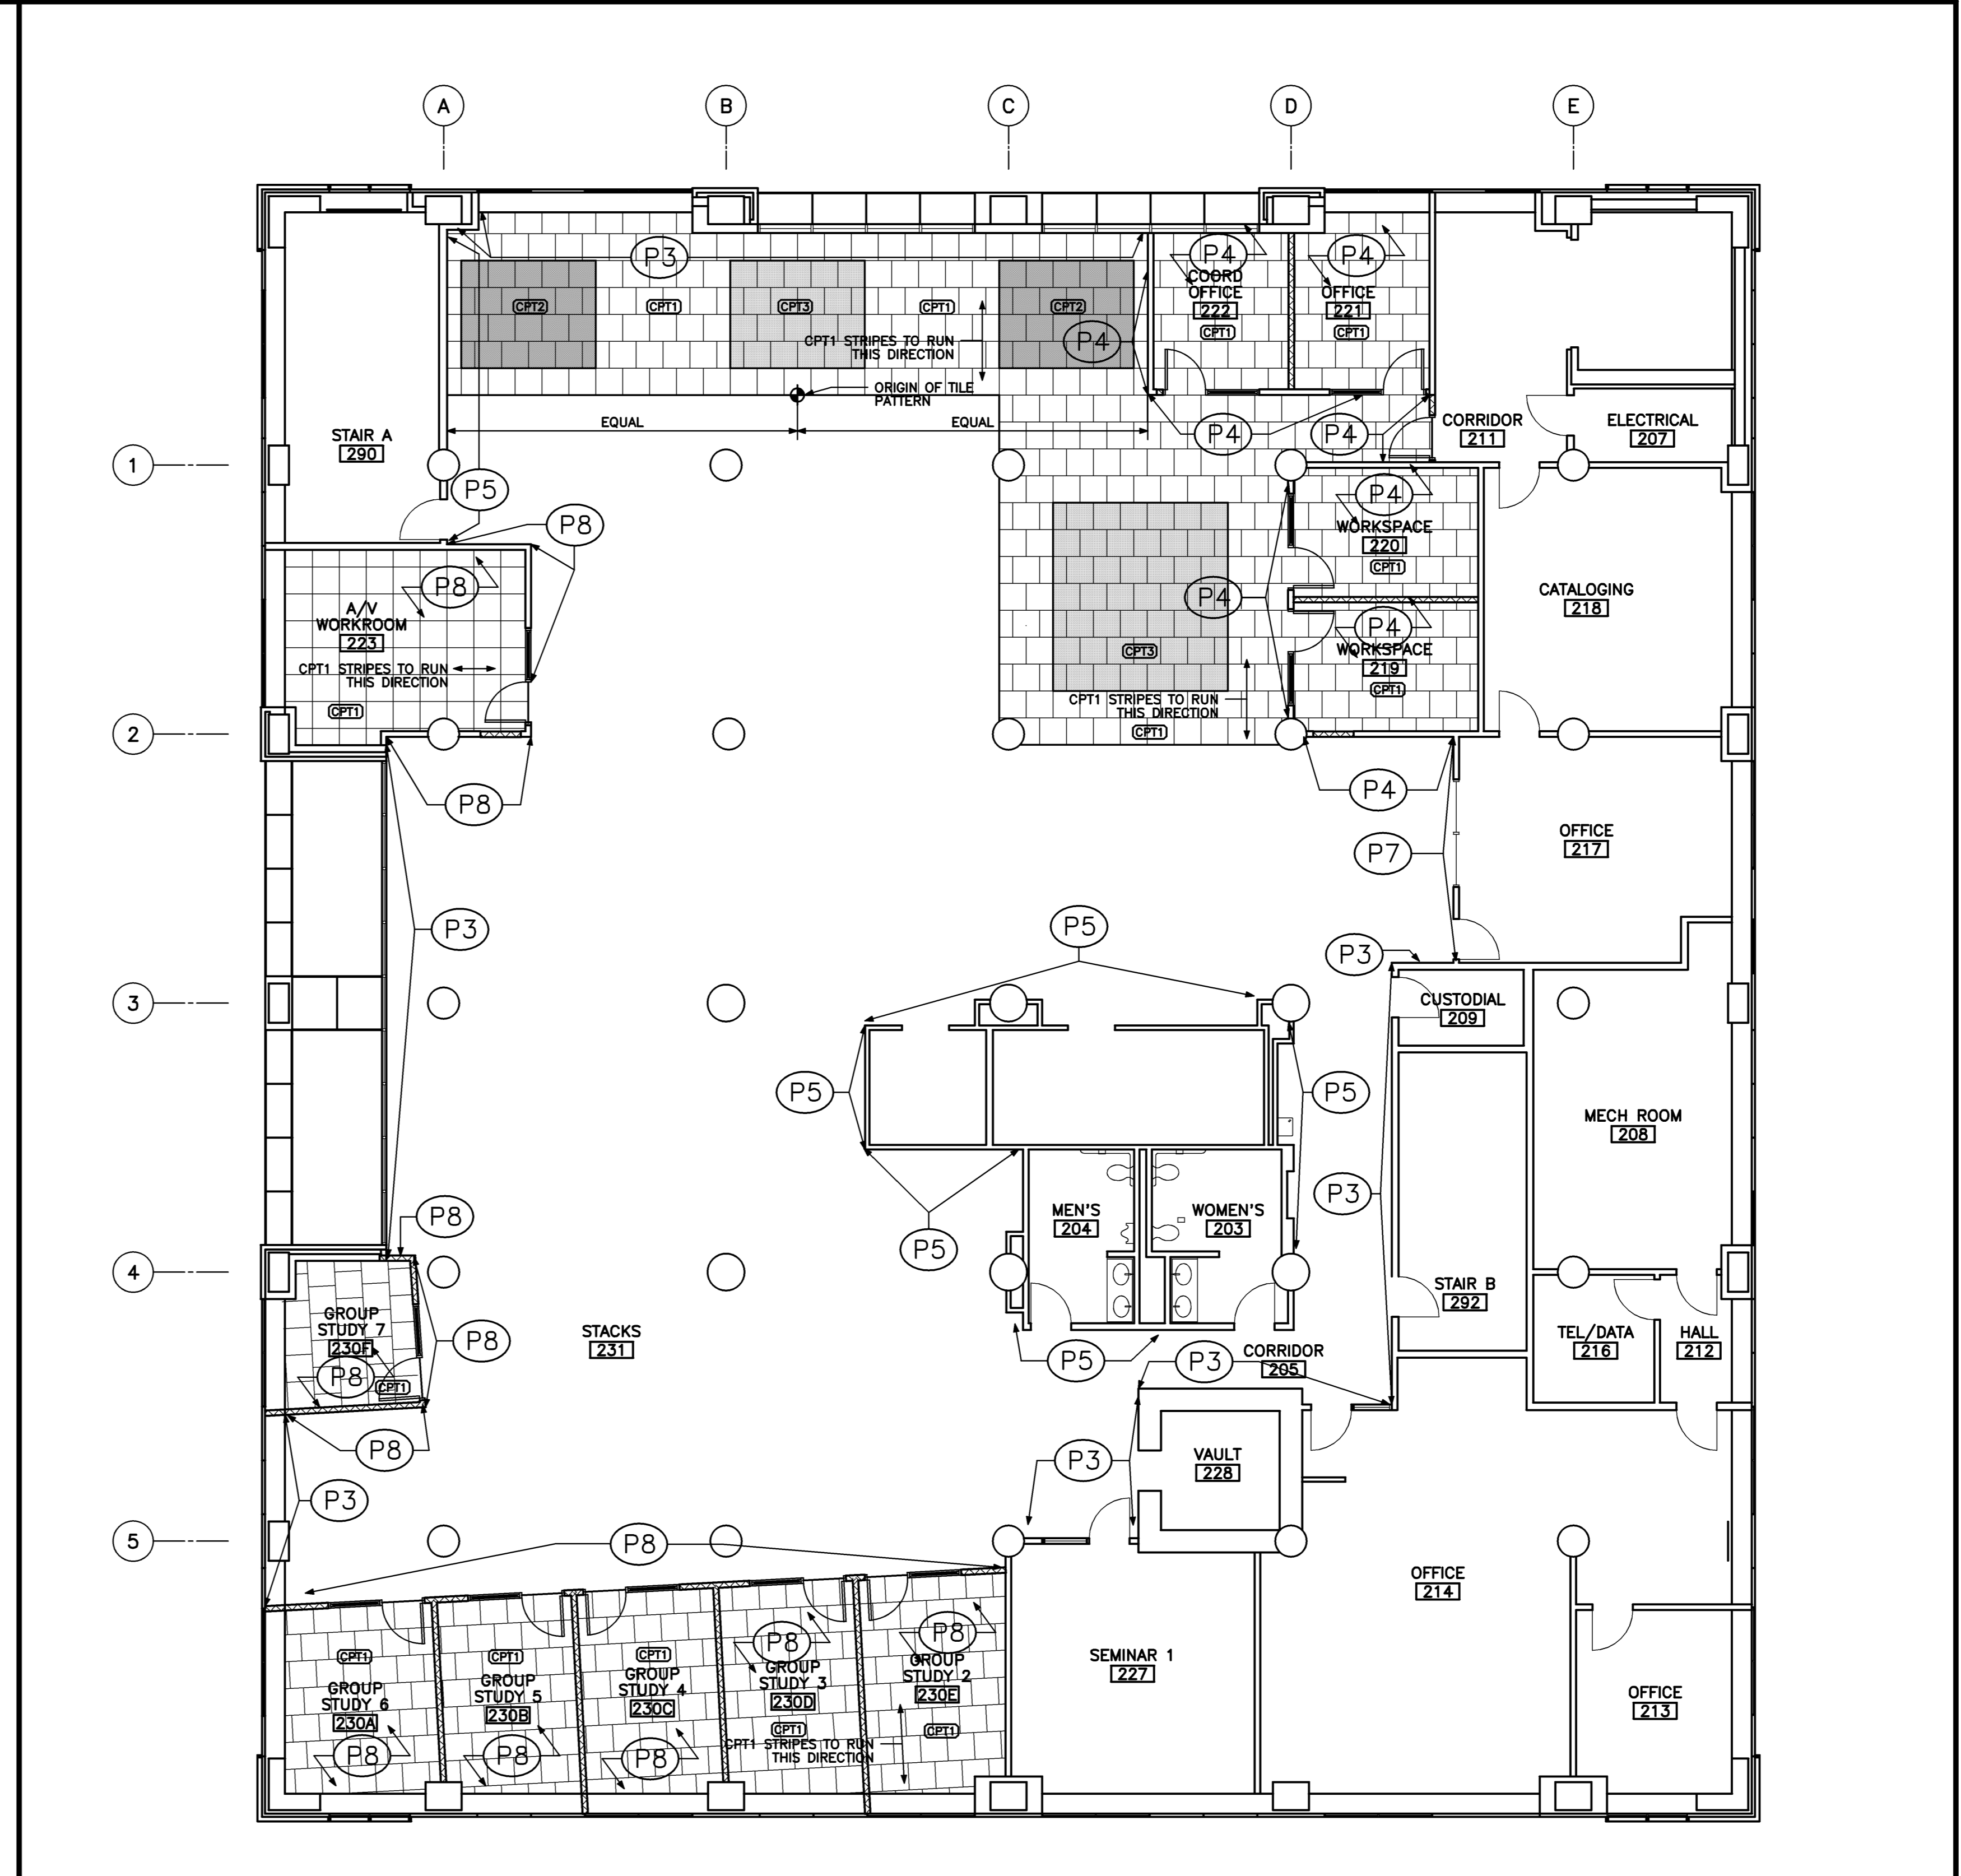 A B C D E
P3
P4
P4
COORD
OFFICE
222
CPT1
OFFICE
221
CPT1
CPT2
CPT1
CPT3
CPT1
CPT2
P4
CPT1 STRIPES TO RUN
THIS DIRECTION
ORIGIN OF TILE
PATTERN
EQUAL
EQUAL
P4
P4
CORRIDOR
211
ELECTRICAL
207
STAIR A
290
1
P5
P8
P4
WORKSPACE
220
CPT1
P8
A/V
WORKROOM
223
CPT1 STRIPES TO RUN
THIS DIRECTION
CPT1
P4
CATALOGING
218
P4
WORKSPACE
219
CPT1
CPT3
CPT1 STRIPES TO RUN
THIS DIRECTION
CPT1
2
P8
P4
OFFICE
217
P7
P3
P5
P3
3
CUSTODIAL
209
P5
P5
MECH ROOM
208
P3
MEN'S
204
WOMEN'S
203
P8
P5
4
STAIR B
292
GROUP
STUDY 7
230F
P8
CPT1
P8
STACKS
231
TEL/DATA
216
HALL
212
P5
P3
CORRIDOR
205
P8
P3
VAULT
228
P3
5
P8
OFFICE
214
CPT1
GROUP
STUDY 6
230A
P8
CPT1
GROUP
STUDY 5
230B
P8
CPT1
GROUP
STUDY 4
230C
P8
P8
GROUP
STUDY 3
230D
CPT1
P8
GROUP
STUDY 2
230E
CPT1
CPT1 STRIPES TO RUN
THIS DIRECTION
SEMINAR 1
227
OFFICE
213